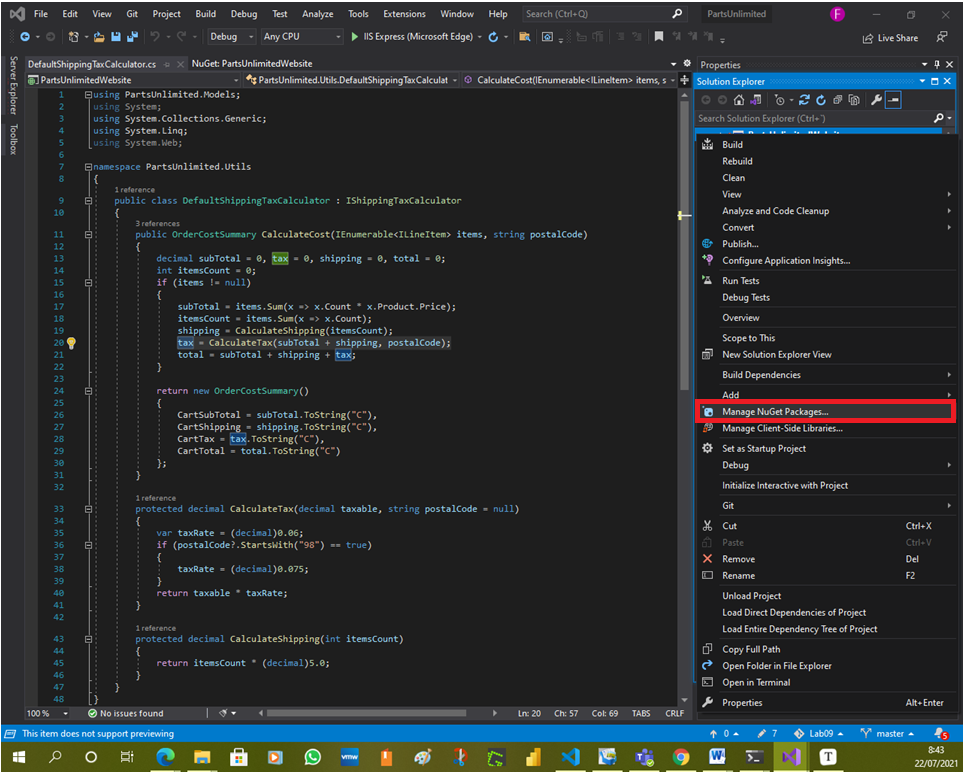 File Edit View Git Project Build Debug Test Analyze Tools Extensions Window Help Search (Ctrl+Q) PartsUnlimited F
Debug Any CPU IIS Express (Microsoft Edge) Live Share
Server Explorer
Toolbox
DefaultShippingTaxCalculator.cs NuGet: PartsUnlimitedWebsite
PartsUnlimitedWebsite PartsUnlimited.Utils.DefaultShippingTaxCalculat CalculateCost(IEnumerable<ILineItem> items, s
1 using PartsUnlimited.Models;
2 using System;
3 using System.Collections.Generic;
4 using System.Linq;
5 using System.Web;
6
7 namespace PartsUnlimited.Utils
8 {
1 reference
9 public class DefaultShippingTaxCalculator : IShippingTaxCalculator
10 {
3 references
11 public OrderCostSummary CalculateCost(IEnumerable<ILineItem> items, string postalCode)
12 {
13 decimal subTotal = 0, tax = 0, shipping = 0, total = 0;
14 int itemsCount = 0;
15 if (items != null)
16 {
17 subTotal = items.Sum(x => x.Count * x.Product.Price);
18 itemsCount = items.Sum(x => x.Count);
19 shipping = CalculateShipping(itemsCount);
20 tax = CalculateTax(subTotal + shipping, postalCode);
21 total = subTotal + shipping + tax;
22 }
23
24 return new OrderCostSummary()
25 {
26 CartSubTotal = subTotal.ToString("C"),
27 CartShipping = shipping.ToString("C"),
28 CartTax = tax.ToString("C"),
29 CartTotal = total.ToString("C")
30 };
31 }
32
1 reference
33 protected decimal CalculateTax(decimal taxable, string postalCode = null)
34 {
35 var taxRate = (decimal)0.06;
36 if (postalCode?.StartsWith("98") == true)
37 {
38 taxRate = (decimal)0.075;
39 }
40 return taxable * taxRate;
41 }
42
1 reference
43 protected decimal CalculateShipping(int itemsCount)
44 {
45 return itemsCount * (decimal)5.0;
46 }
47 }
48 }
100 % No issues found Ln: 20 Ch: 57 Col: 69 TABS CRLF
Properties
Solution Explorer
Search Solution Explorer (Ctrl+¨)
Build
Rebuild
Clean
View
Analyze and Code Cleanup
Convert
Publish...
Configure Application Insights...
Run Tests
Debug Tests
Overview
Scope to This
New Solution Explorer View
Build Dependencies
Add
Manage NuGet Packages...
Manage Client-Side Libraries...
Set as Startup Project
Debug
Initialize Interactive with Project
Git
Cut Ctrl+X
Paste Ctrl+V
Remove Del
Rename F2
Unload Project
Load Direct Dependencies of Project
Load Entire Dependency Tree of Project
Copy Full Path
Open Folder in File Explorer
Open in Terminal
Properties Alt+Enter
This item does not support previewing 0 7 Lab09 master 5
vmw T 8:43
22/07/2021